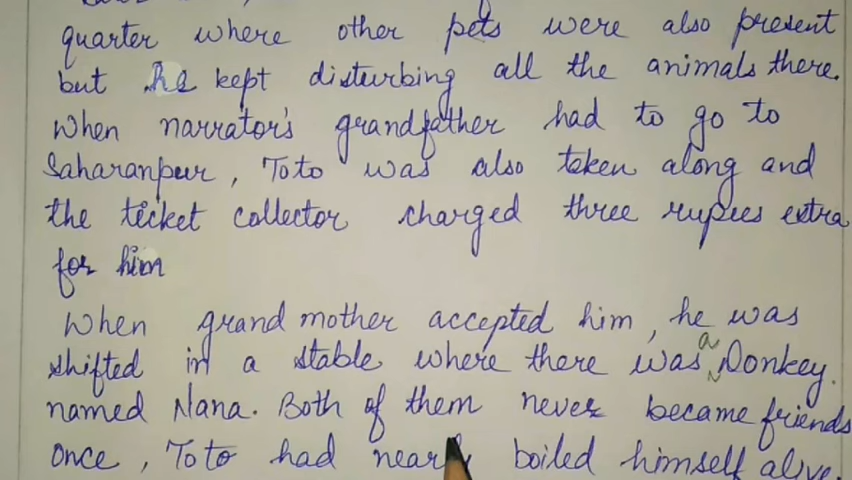 quarter where other pets were also present
but he kept disturbing all the animals there.
When narrator's grandfather had to go to
Saharanpur, Toto was also taken along and
the ticket collector charged three rupees extra
for him
When grand mother accepted him, he was
shifted in a stable where there was a Donkey
named Nana. Both of them never became friends
Once, Toto had nearly boiled himself alive.